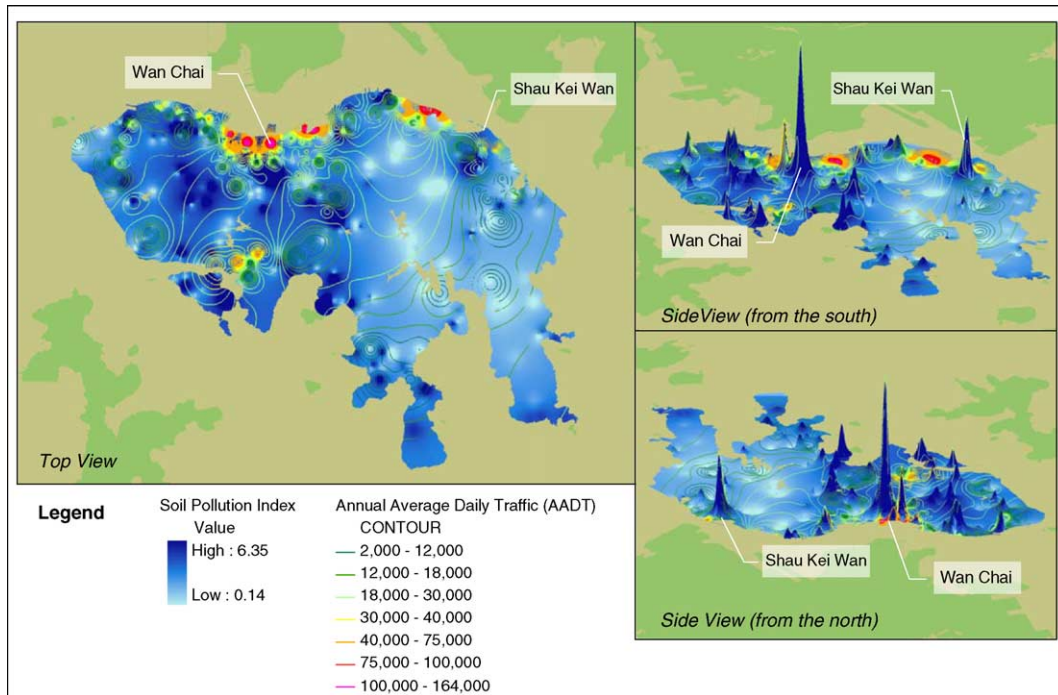 Wan Chai
Shau Kei Wan
Top View
Wan Chai
Shau Kei Wan
Wan Chai
SideView (from the south)
Shau Kei Wan
Wan Chai
Side View (from the north)
Legend
Soil Pollution Index
Value
High : 6.35
Low : 0.14
Annual Average Daily Traffic (AADT)
CONTOUR
2,000 - 12,000
12,000 - 18,000
18,000 - 30,000
30,000 - 40,000
40,000 - 75,000
75,000 - 100,000
100,000 - 164,000